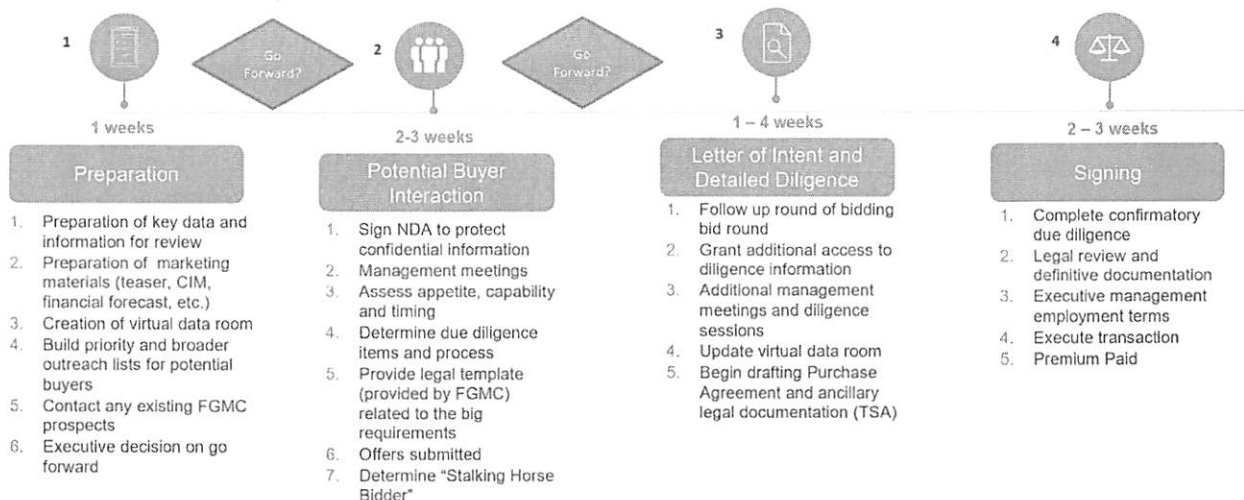 1
Go
Forward?
2
Go
Forward?
3
4
1 weeks
2-3 weeks
1 – 4 weeks
2 – 3 weeks
Preparation
1. Preparation of key data and
information for review
2. Preparation of marketing
materials (teaser, CIM,
financial forecast, etc.)
3. Creation of virtual data room
4. Build priority and broader
outreach lists for potential
buyers
5. Contact any existing FGMC
prospects
6. Executive decision on go
forward
Potential Buyer
Interaction
1. Sign NDA to protect
confidential information
2. Management meetings
3. Assess appetite, capability
and timing
4. Determine due diligence
items and process
5. Provide legal template
(provided by FGMC)
related to the big
requirements
6. Offers submitted
7. Determine "Stalking Horse
Bidder"
Letter of Intent and
Detailed Diligence
1. Follow up round of bidding
bid round
2. Grant additional access to
diligence information
3. Additional management
meetings and diligence
sessions
4. Update virtual data room
5. Begin drafting Purchase
Agreement and ancillary
legal documentation (TSA)
Signing
1. Complete confirmatory
due diligence
2. Legal review and
definitive documentation
3. Executive management
employment terms
4. Execute transaction
5. Premium Paid